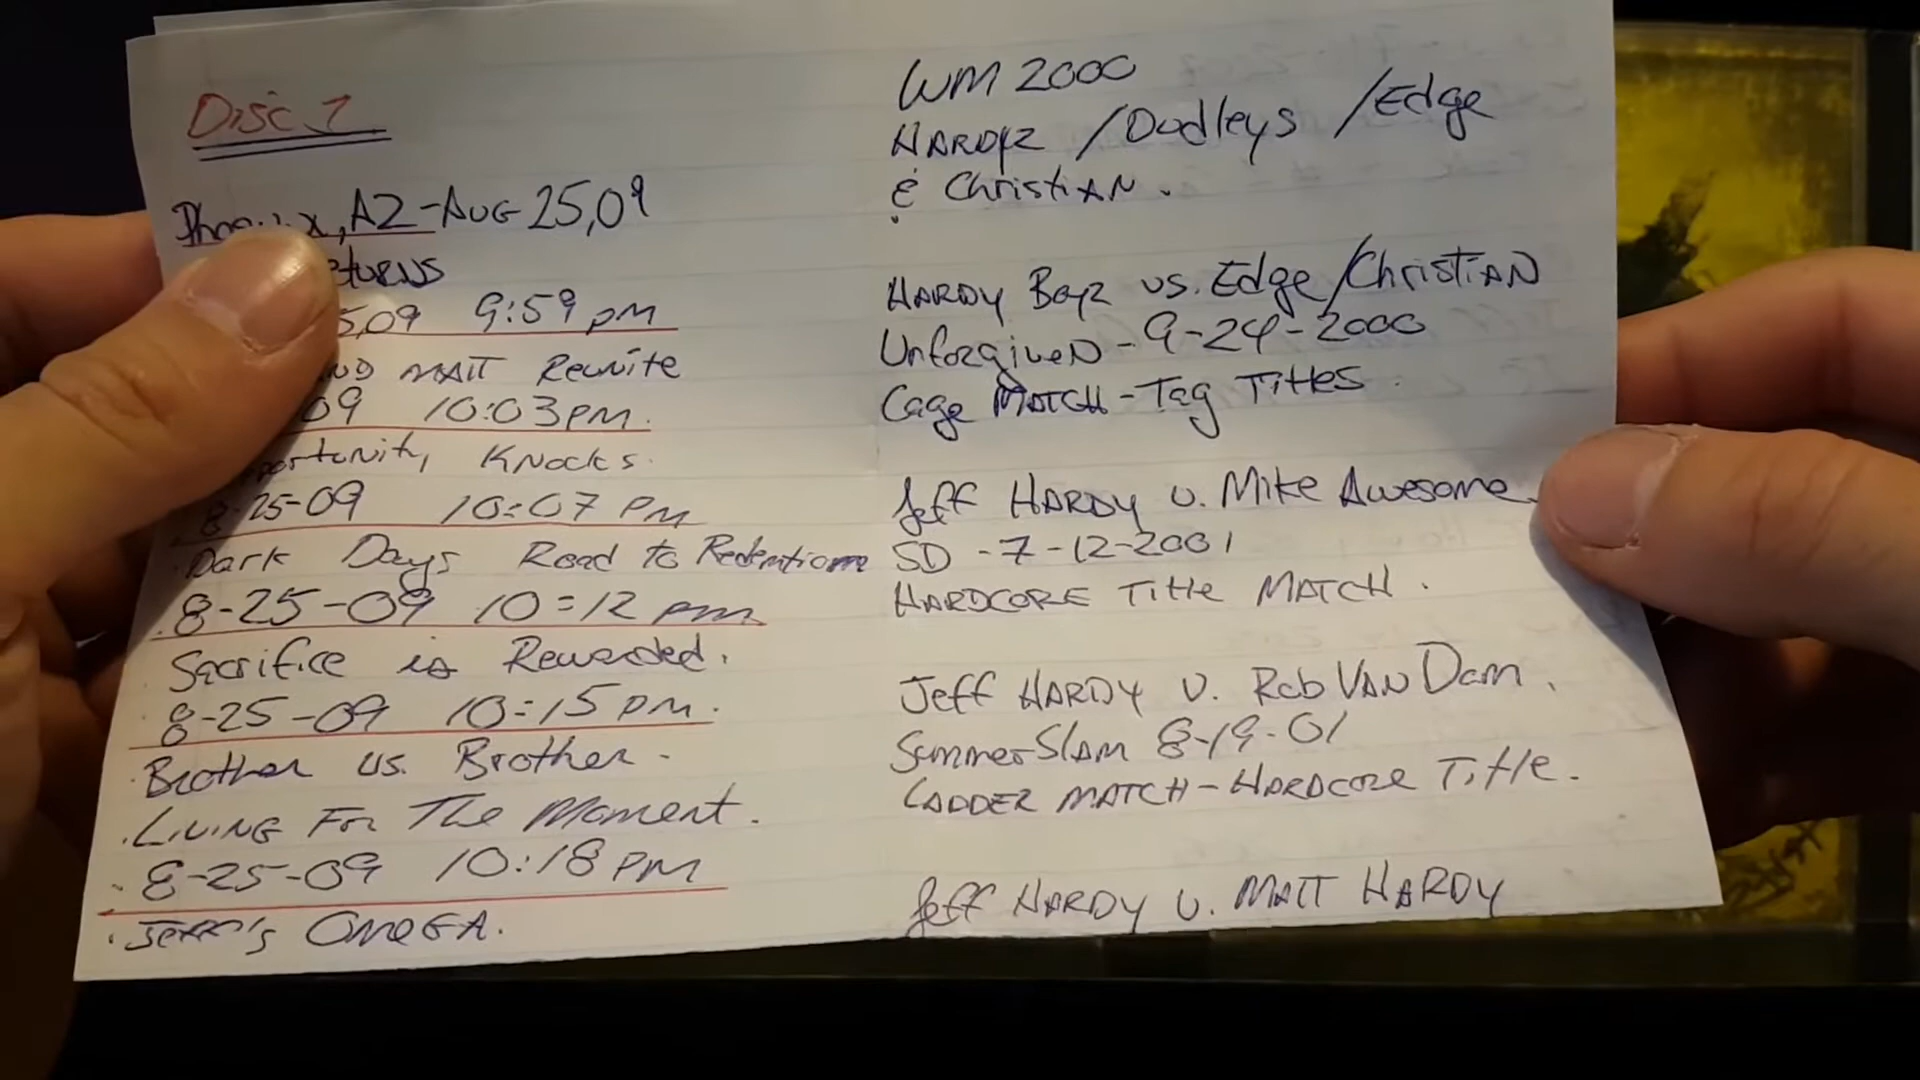 Disc 1
AZ - Aug 25,09
9:59 pm
Matt Reunite
09 10:03 PM.
Knocks.
8-25-09 10:07 PM
Dark Days Road to Redemption
8-25-09 10:12 pm
Sacrifice is Rewarded.
8-25-09 10:15 PM.
Brother vs. Brother.
Living For The Moment.
8-25-09 10:18 PM
Jeff's Omega.
WM 2000
HARDYZ /Dudleys /Edge
& Christian.
HARDY Boyz vs. Edge/Christian
Unforgiven - 9-24-2000
Cage Match - Tag Titles.
Jeff HARDY v. Mike Awesome.
SD - 7-12-2001
HARDCORE Title MATCH.
Jeff HARDY v. Rob Van Dam.
SummerSlam 8-19-01
LADDER MATCH - HARDCORE Title.
Jeff HARDY v. MATT HARDY